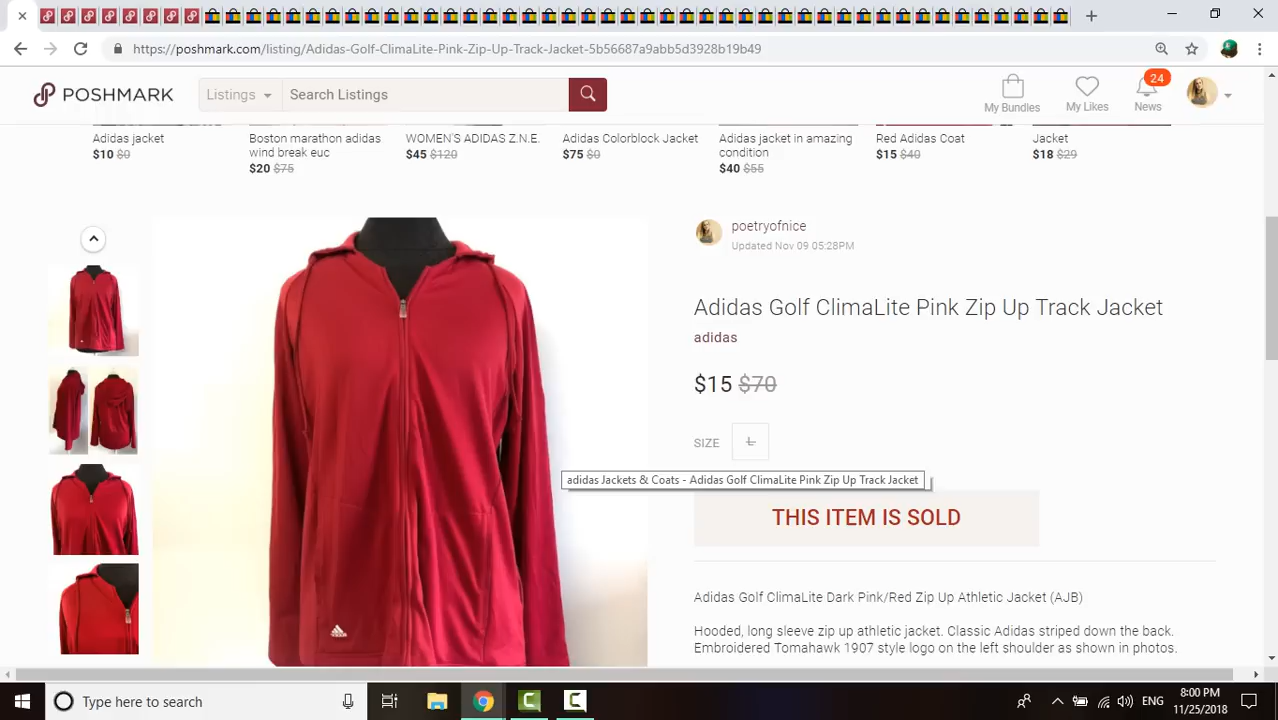 https://poshmark.com/listing/Adidas-Golf-ClimaLite-Pink-Zip-Up-Track-Jacket-5b56687a9abb5d3928b19b49
POSHMARK
Listings
Search Listings
My Bundles
My Likes
24
News
Adidas jacket
$10 $0
Boston marathon adidas
wind break euc
$20 $75
WOMEN'S ADIDAS Z.N.E.
$45 $120
Adidas Colorblock Jacket
$75 $0
Adidas jacket in amazing
condition
$40 $55
Red Adidas Coat
$15 $40
Jacket
$18 $29
poetryofnice
Updated Nov 09 05:28PM
Adidas Golf ClimaLite Pink Zip Up Track Jacket
adidas
$15 $70
SIZE L
adidas Jackets & Coats - Adidas Golf ClimaLite Pink Zip Up Track Jacket
THIS ITEM IS SOLD
Adidas Golf ClimaLite Dark Pink/Red Zip Up Athletic Jacket (AJB)
Hooded, long sleeve zip up athletic jacket. Classic Adidas striped down the back.
Embroidered Tomahawk 1907 style logo on the left shoulder as shown in photos.
Type here to search
ENG
8:00 PM
11/25/2018